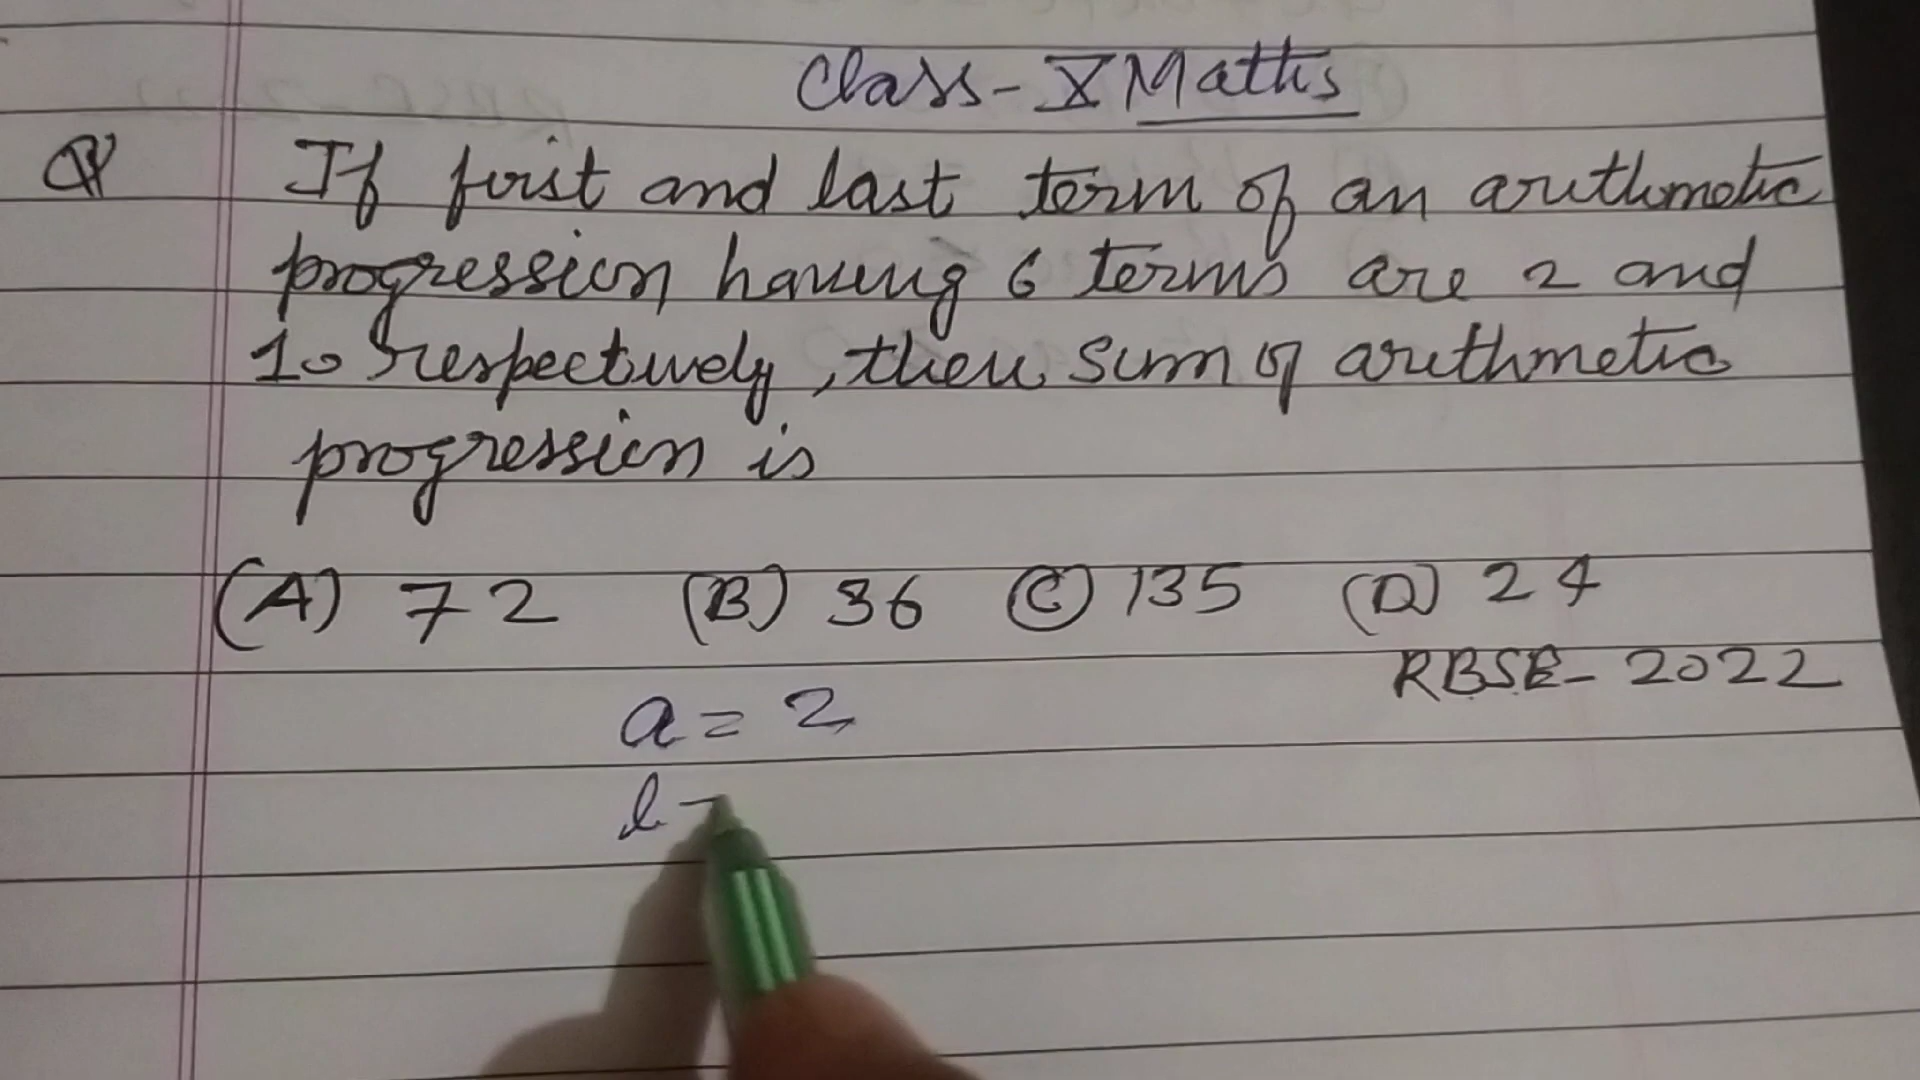 Class-X Maths
Q If first and last term of an arithmetic
progression having 6 terms are 2 and
10 respectively, then sum of arithmetic
progression is
(A) 72 (B) 36 (C) 135 (D) 24
RBSE-2022
a = 2
l -